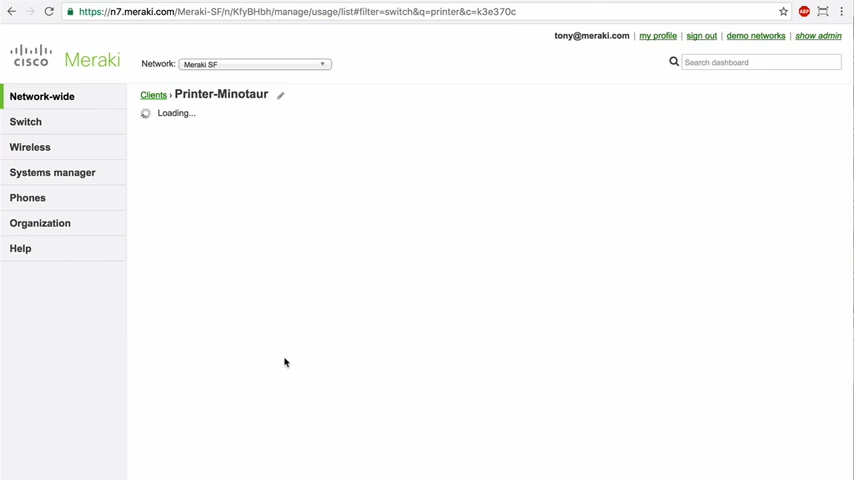 https://n7.meraki.com/Meraki-SF/n/KfyBHbh/manage/usage/list#filter=switch&q=printer&c=k3e370c
ABP
tony@meraki.com | my profile | sign out | demo networks | show admin
CISCO Meraki
Network: Meraki SF
Search dashboard
Network-wide
Switch
Wireless
Systems manager
Phones
Organization
Help
Clients › Printer-Minotaur
Loading...